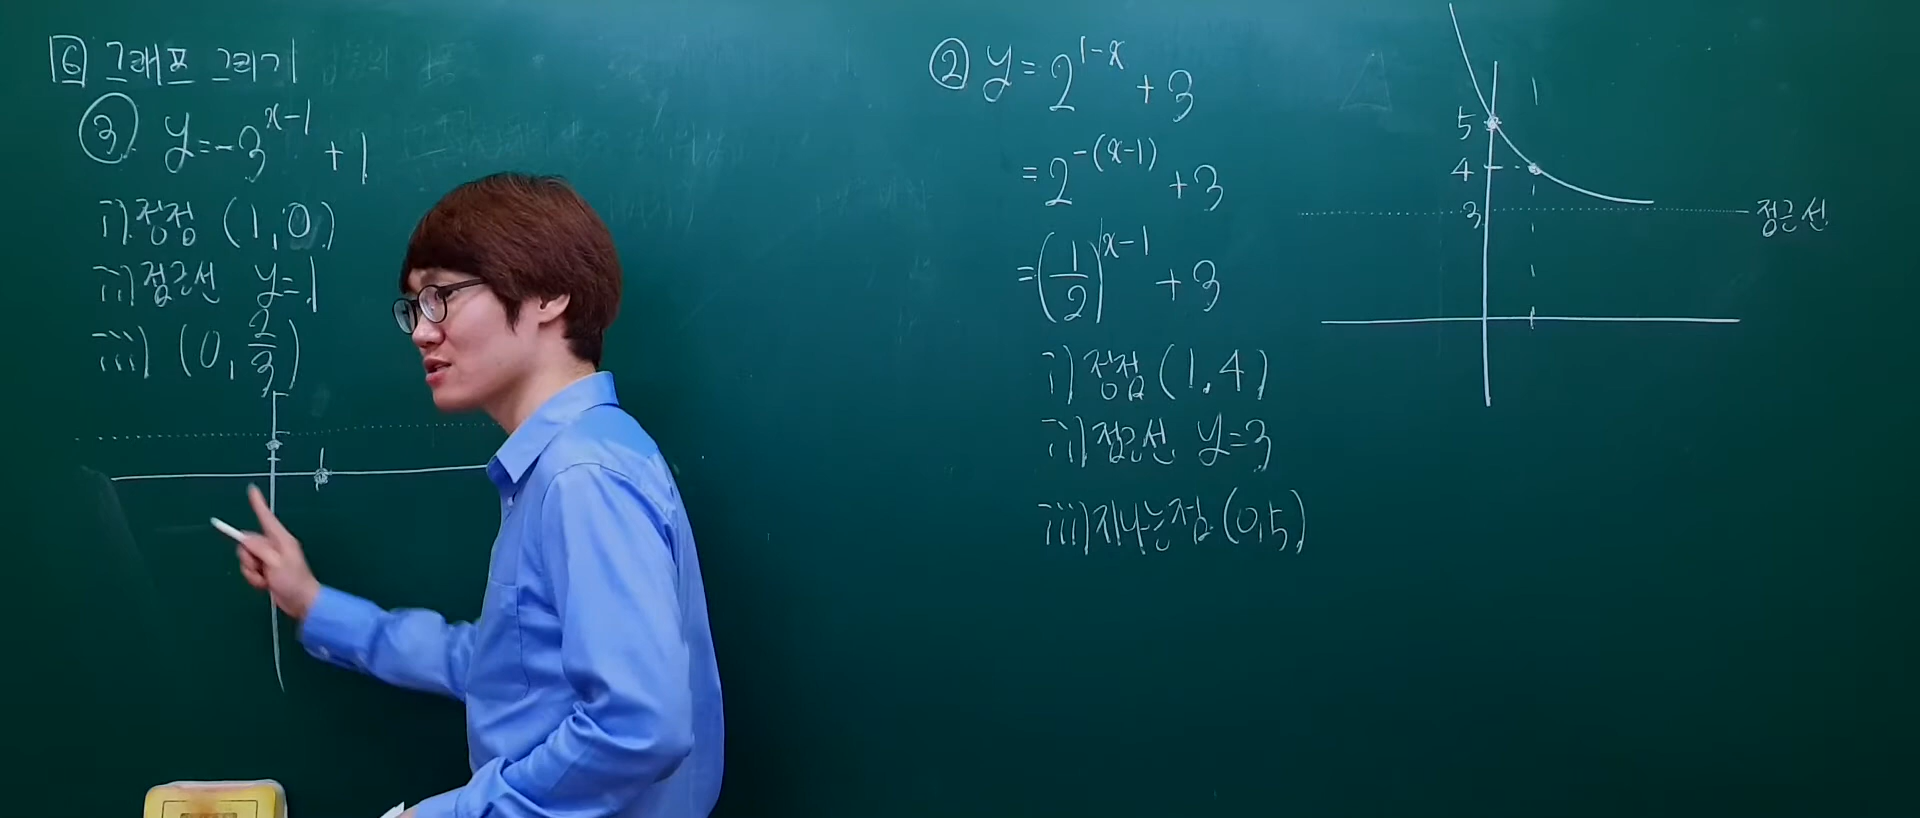 6 그래프 그리기
③ y=-3^{x-1}+1
i) 정점 (1, 0)
ii) 점근선 y=1
iii) (0, \frac{2}{3})
1
② y=2^{1-x}+3
=2^{-(x-1)}+3
=(\frac{1}{2})^{x-1}+3
i) 정점 (1, 4)
ii) 점근선 y=3
iii) 지나는점 (0,5)
1
5
4
3
점근선